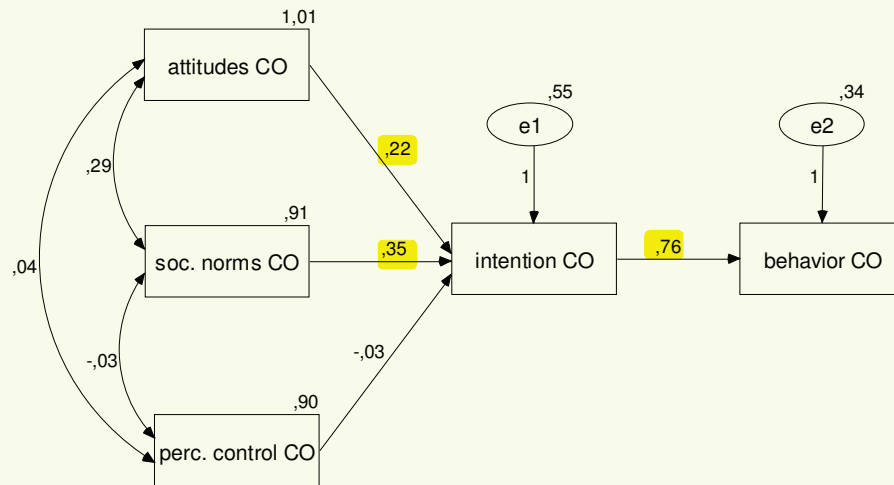 1,01
attitudes CO
,55
,34
e1
e2
,22
,29
1
1
,91
soc. norms CO
,35
intention CO
,76
behavior CO
,04
-,03
-,03
,90
perc. control CO